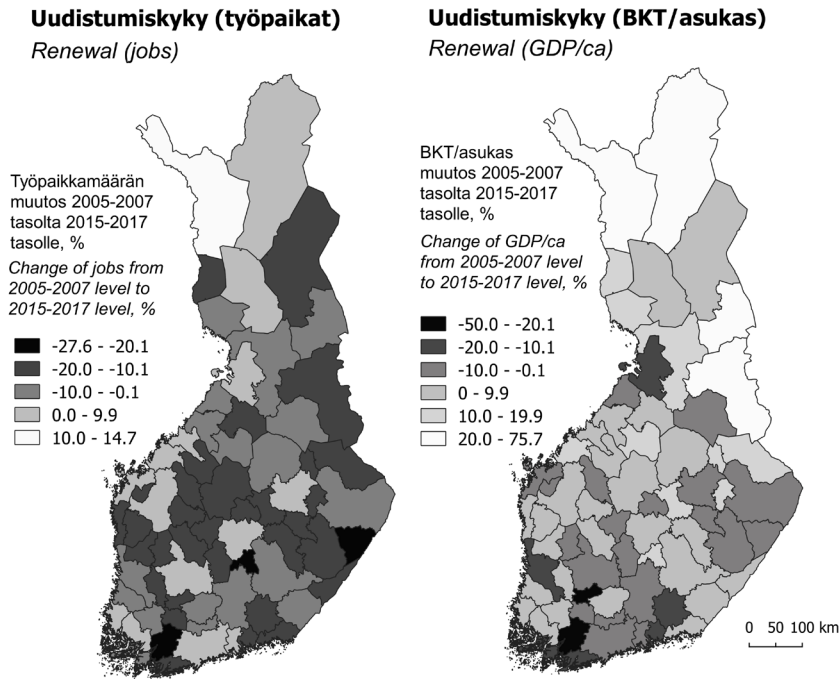 Uudistumiskyky (työpaikat)
Renewal (jobs)
Työpaikkamäärän
muutos 2005-2007
tasolta 2015-2017
tasolle, %
Change of jobs from
2005-2007 level to
2015-2017 level, %
-27.6 - -20.1
-20.0 - -10.1
-10.0 - -0.1
0.0 - 9.9
10.0 - 14.7
Uudistumiskyky (BKT/asukas)
Renewal (GDP/ca)
BKT/asukas
muutos 2005-2007
tasolta 2015-2017
tasolle, %
Change of GDP/ca
from 2005-2007 level
to 2015-2017 level, %
-50.0 - -20.1
-20.0 - -10.1
-10.0 - -0.1
0 - 9.9
10.0 - 19.9
20.0 - 75.7
0 50 100 km